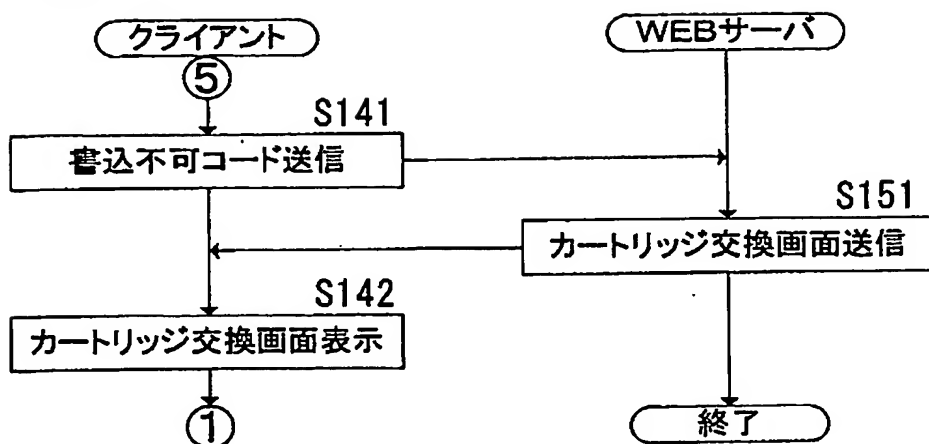 クライアント
WEBサーバ
5
S141
書込不可コード送信
S151
カートリッジ交換画面送信
S142
カートリッジ交換画面表示
1
終了